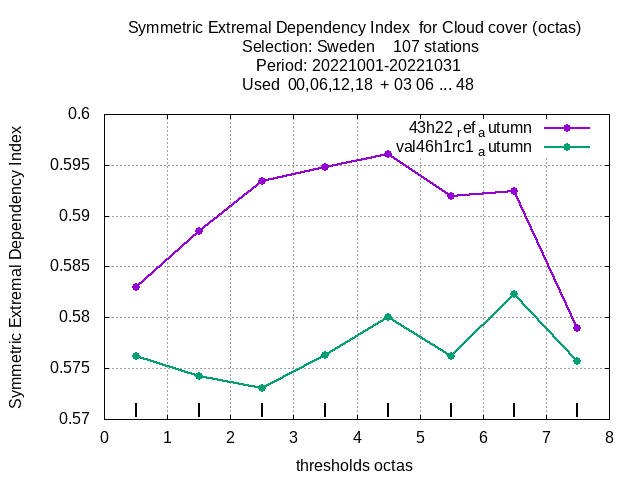 Symmetric Extremal Dependency Index  for Cloud cover (octas)
Selection: Sweden    107 stations
Period: 20221001-20221031
Used  00,06,12,18  + 03 06 ... 48
Symmetric Extremal Dependency Index
0.6
0.595
0.59
0.585
0.58
0.575
0.57
43h22 ref autumn
val46h1rc1 autumn
0 1 2 3 4 5 6 7 8
thresholds octas